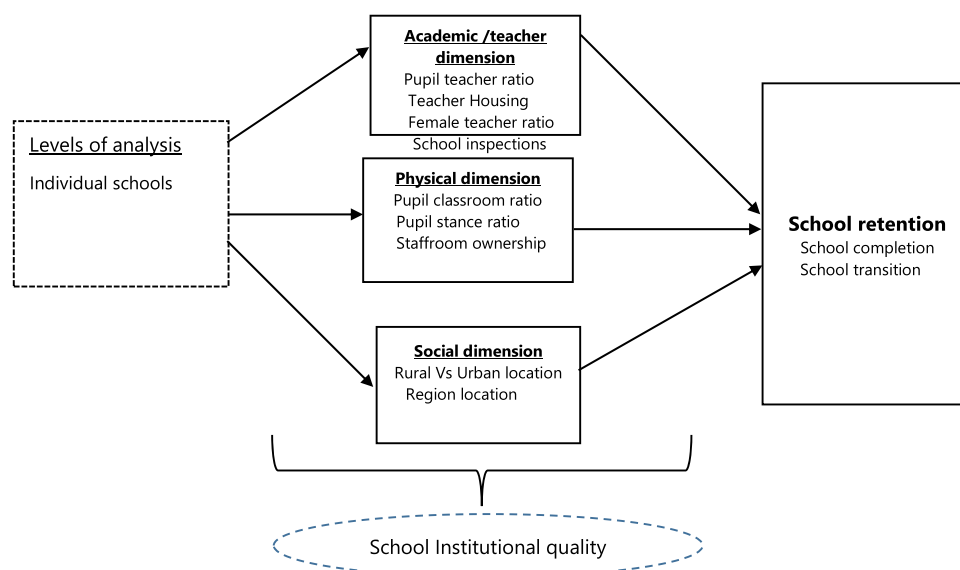 Levels of analysis
Individual schools
Academic /teacher
dimension
Pupil teacher ratio
Teacher Housing
Female teacher ratio
School inspections
Physical dimension
Pupil classroom ratio
Pupil stance ratio
Staffroom ownership
Social dimension
Rural Vs Urban location
Region location
School retention
School completion
School transition
School Institutional quality